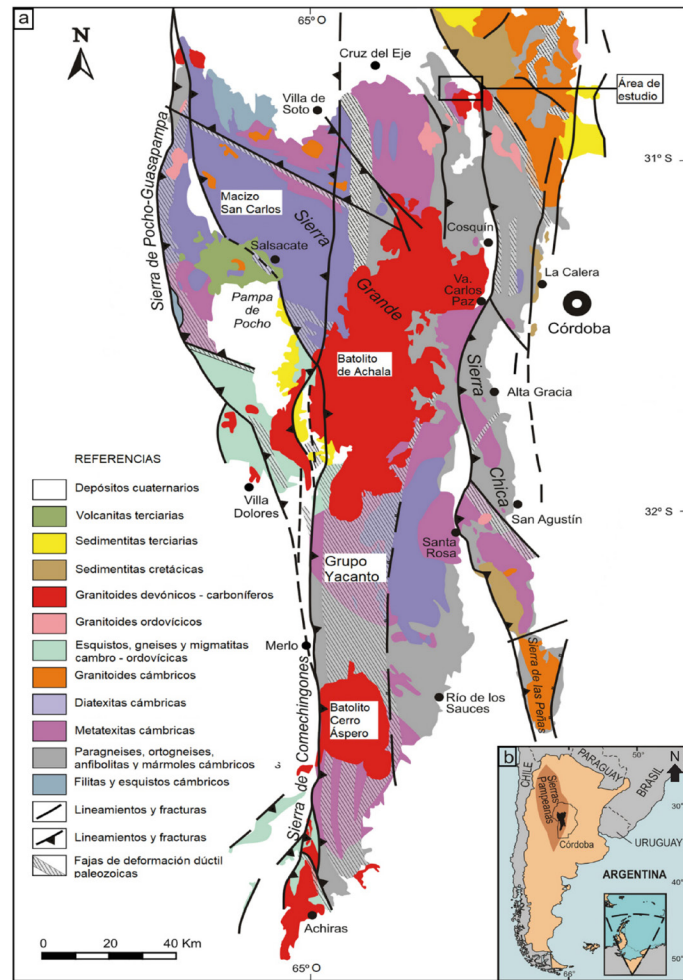 a
65° O
N
Cruz del Eje
Villa de
Soto
Área de
estudio
31° S
Sierra de Pocho-Guasapampa
Macizo
San Carlos
Sierra
Grande
Salsacate
Cosquín
La Calera
Va.
Carlos
Paz
Córdoba
Pampa
de
Pocho
Batolito
de Achala
Sierra
Chica
Alta Gracia
REFERENCIAS
Depósitos cuaternarios
Volcanitas terciarias
Sedimentitas terciarias
Sedimentitas cretácicas
Granitoides devónicos - carboníferos
Granitoides ordovícicos
Esquistos, gneises y migmatitas
cambro - ordovícicas
Granitoides cámbricos
Diatexitas cámbricas
Metatexitas cámbricas
Paragneises, ortogneises,
anfibolitas y mármoles cámbricos
Filitas y esquistos cámbricos
Lineamientos y fracturas
Lineamientos y fracturas
Fajas de deformación dúctil
paleozoicas
0 20 40 Km
Villa
Dolores
32° S
San Agustín
Santa
Rosa
Grupo
Yacanto
Merlo
Sierra de Comechingones
Batolito
Cerro
Áspero
Río de los
Sauces
Sierra de las Peñas
Achiras
65° O
b
50°
N
CHILE
PARAGUAY
BRASIL
Sierras
Pampeanas
30°
Córdoba
URUGUAY
ARGENTINA
40°
50°
66°